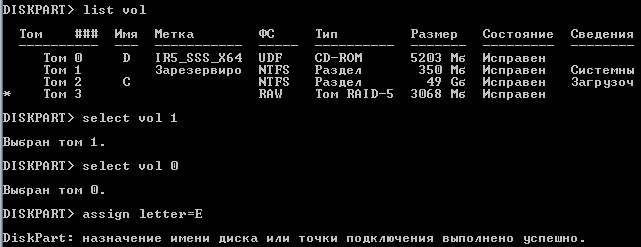 DISKPART> list vol
Том ### Имя Метка ФС Тип Размер Состояние Сведения
---------- --- ----------- ----- ---------- ------- --------- --------
Том 0 D IR5_SSS_X64 UDF CD-ROM 5203 Мб Исправен
Том 1 Зарезервиро NTFS Раздел 350 Мб Исправен Системны
Том 2 C NTFS Раздел 49 Gб Исправен Загрузоч
* Том 3 RAW Том RAID-5 3068 Мб Исправен
DISKPART> select vol 1
Выбран том 1.
DISKPART> select vol 0
Выбран том 0.
DISKPART> assign letter=E
DiskPart: назначение имени диска или точки подключения выполнено успешно.